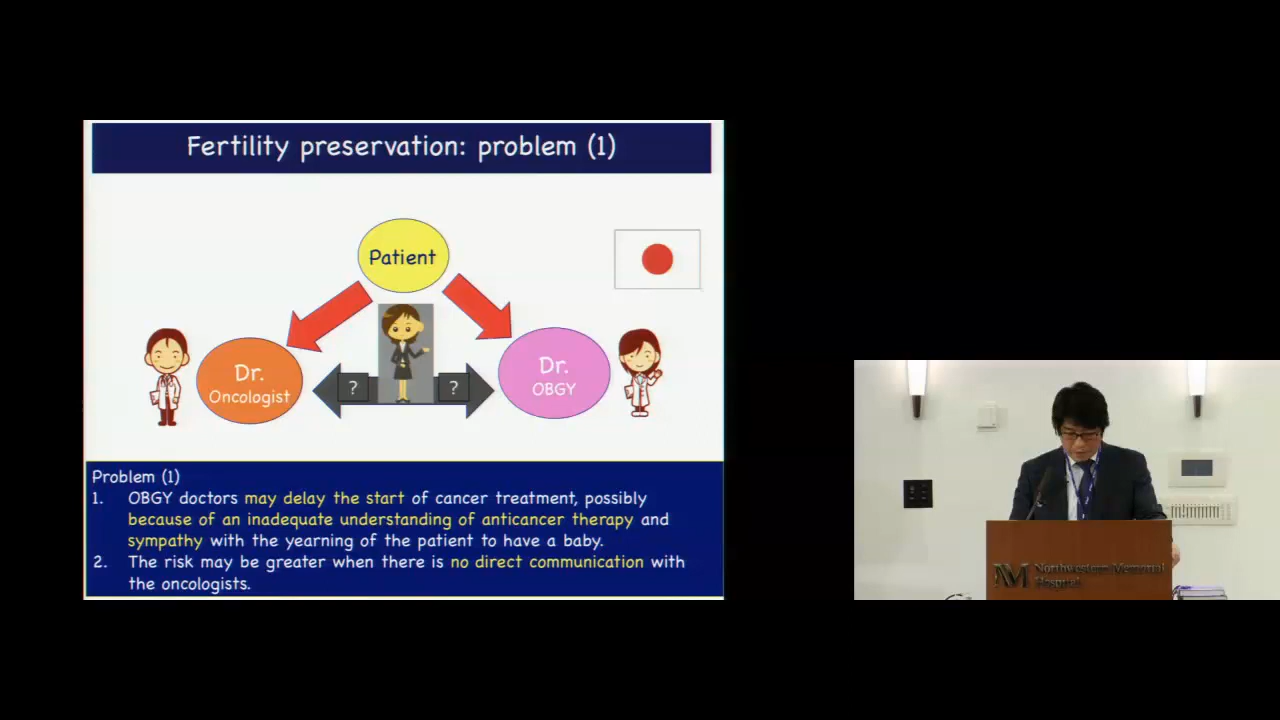 Fertility preservation: problem (1)
Patient
Dr.
Oncologist
?
?
Dr.
OBGY
Problem (1)
1. OBGY doctors may delay the start of cancer treatment, possibly
because of an inadequate understanding of anticancer therapy and
sympathy with the yearning of the patient to have a baby.
2. The risk may be greater when there is no direct communication with
the oncologists.
Northwestern Memorial
Hospital